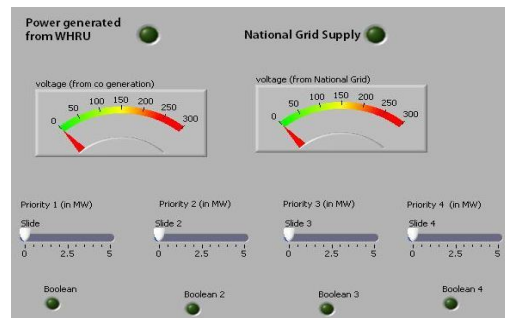 Power generated
from WHRU
National Grid Supply
voltage (from co generation)
0 50 100 150 200 250 300
voltage (from National Grid)
0 50 100 150 200 250 300
Priority 1 (in MW)
Priority 2 (in MW)
Priority 3 (in MW)
Priority 4 (in MW)
Slide
Slide 2
Slide 3
Slide 4
0 2.5 5
0 2.5 5
0 2.5 5
0 2.5 5
Boolean
Boolean 2
Boolean 3
Boolean 4